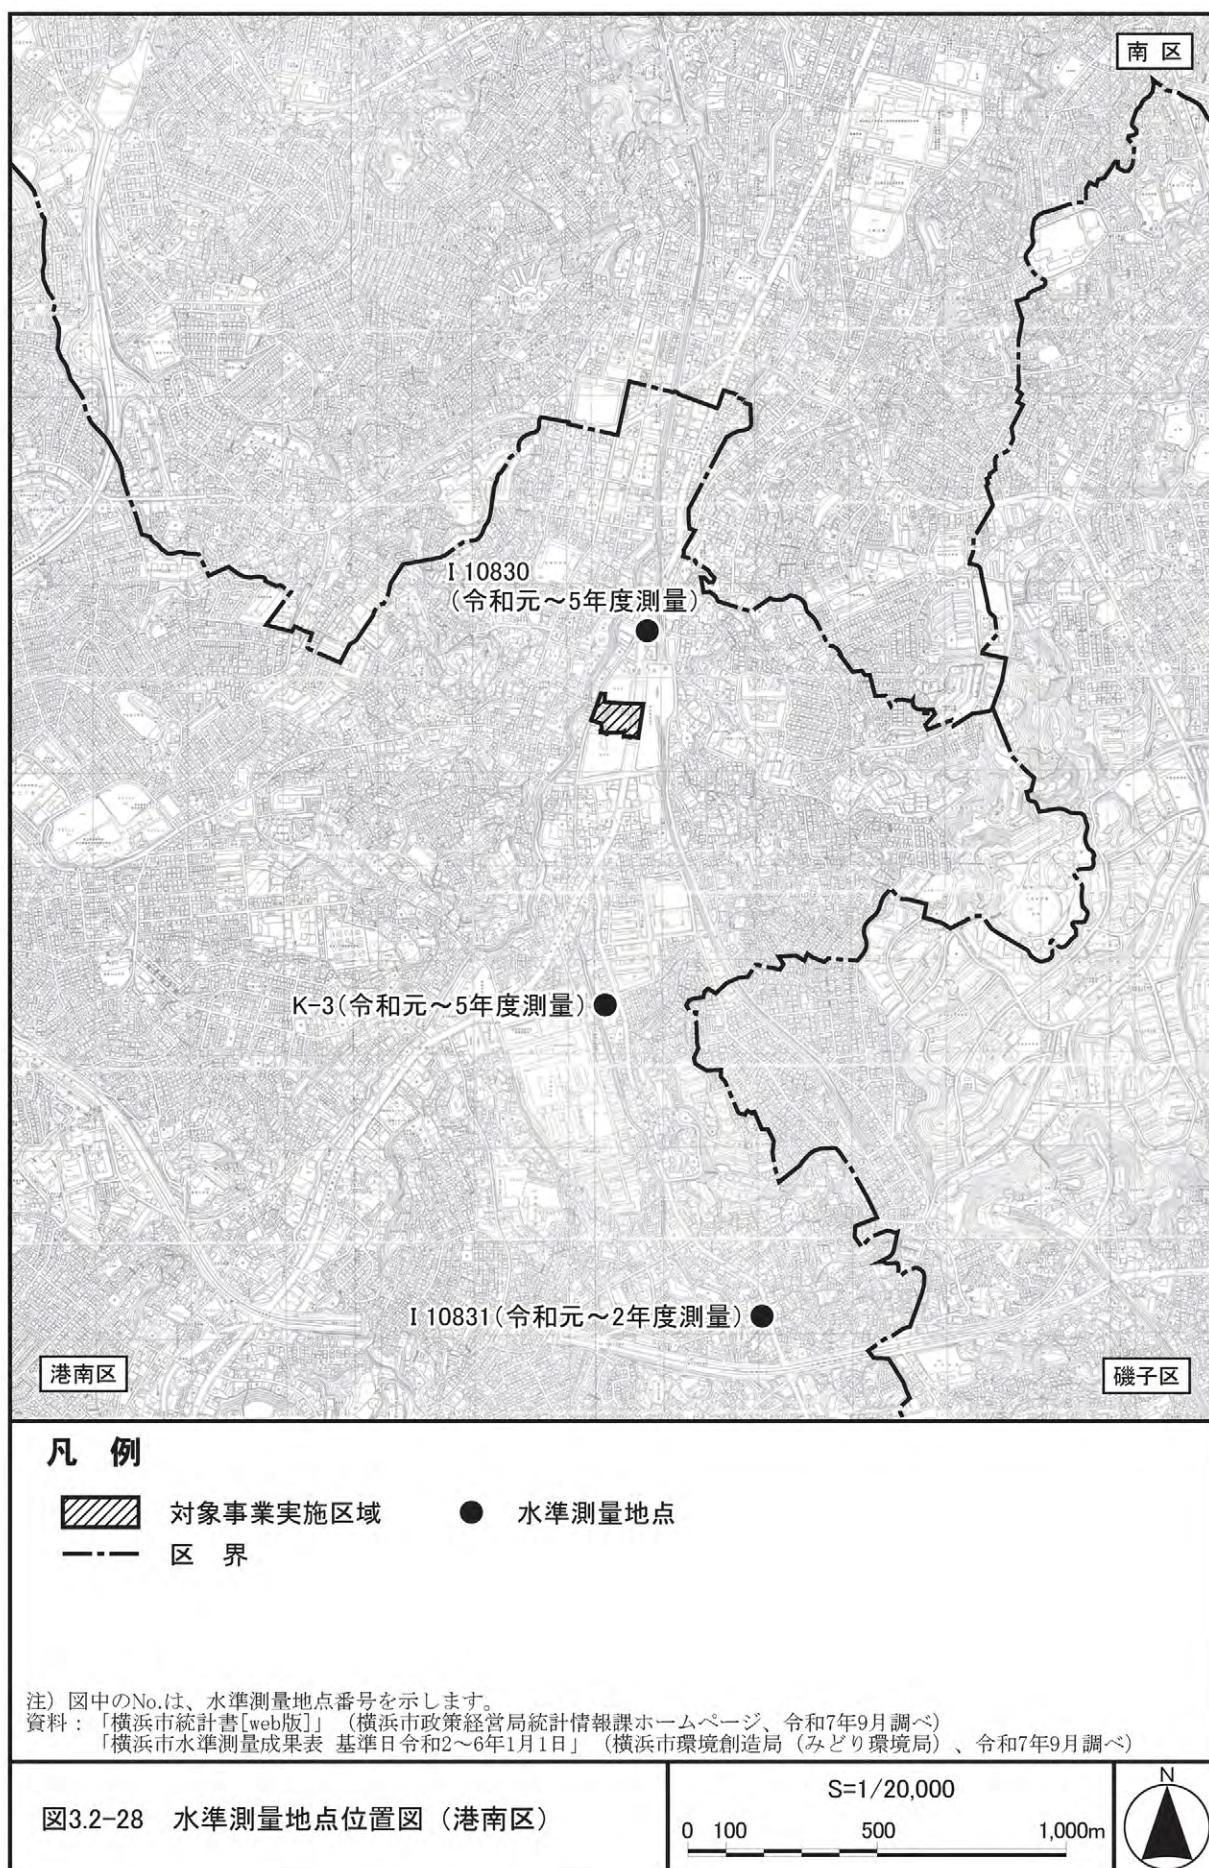 南 区
I 10830
(令和元～5年度測量)
K-3(令和元～5年度測量)
I 10831(令和元～2年度測量)
港南区
磯子区
凡 例
対象事業実施区域
水準測量地点
区 界
注）図中のNo.は、水準測量地点番号を示します。
資料：「横浜市統計書[web版]」（横浜市政策経営局統計情報課ホームページ、令和7年9月調べ）
「横浜市水準測量成果表 基準日令和2～6年1月1日」（横浜市環境創造局（みどり環境局）、令和7年9月調べ）
図3.2-28 水準測量地点位置図（港南区）
S=1/20,000
0 100 500 1,000m
N